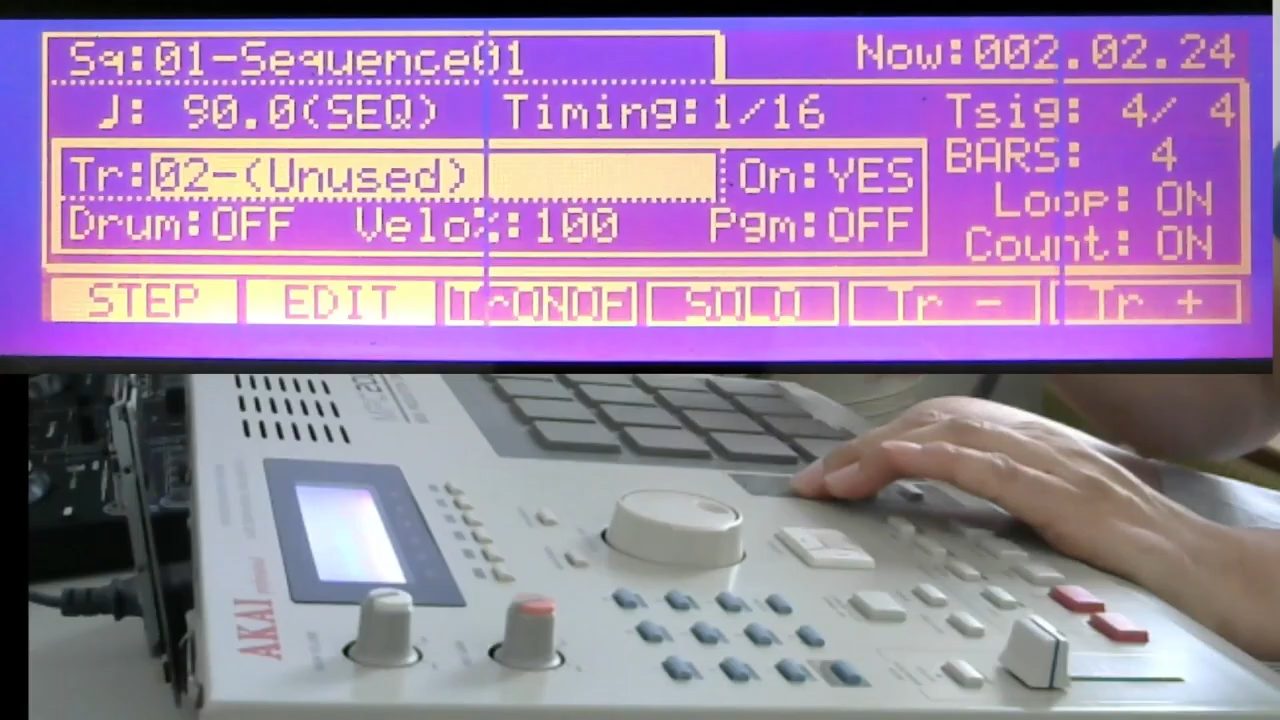 Sq:01-Sequence01 Now:002.02.24
♩: 90.0(SEQ) Timing:1/16 Tsig: 4/ 4
BARS: 4
Tr:02-(Unused) On:YES
Loop: ON
Drum:OFF Velo%:100 Pgm:OFF
Count: ON
STEP EDIT TrONOF SOLO Tr - Tr +
AKAI professional